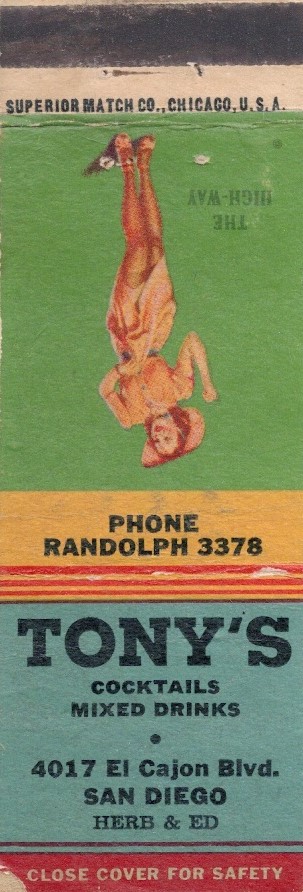 SUPERIOR MATCH CO., CHICAGO, U.S.A.
THE
HIGH-WAY
PHONE
RANDOLPH 3378
TONY'S
COCKTAILS
MIXED DRINKS
•
4017 El Cajon Blvd.
SAN DIEGO
HERB & ED
CLOSE COVER FOR SAFETY